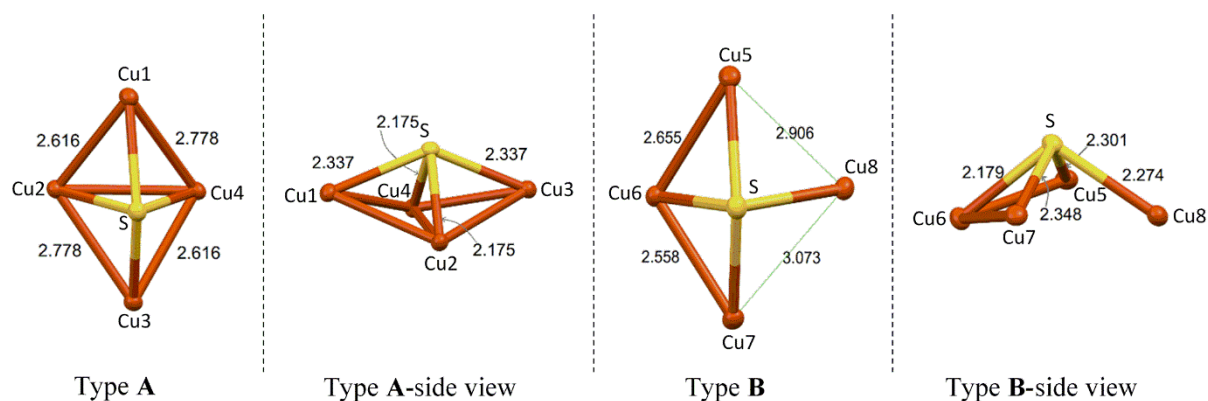 Cu1
2.616
2.778
Cu2
Cu4
S
2.778
2.616
Cu3
Type A
2.175
S
2.337
2.337
Cu1
Cu4
Cu3
2.175
Cu2
Type A-side view
Cu5
2.655
2.906
Cu8
Cu6
S
2.558
3.073
Cu7
Type B
S
2.301
2.179
2.274
Cu5
2.348
Cu6
Cu7
Cu8
Type B-side view